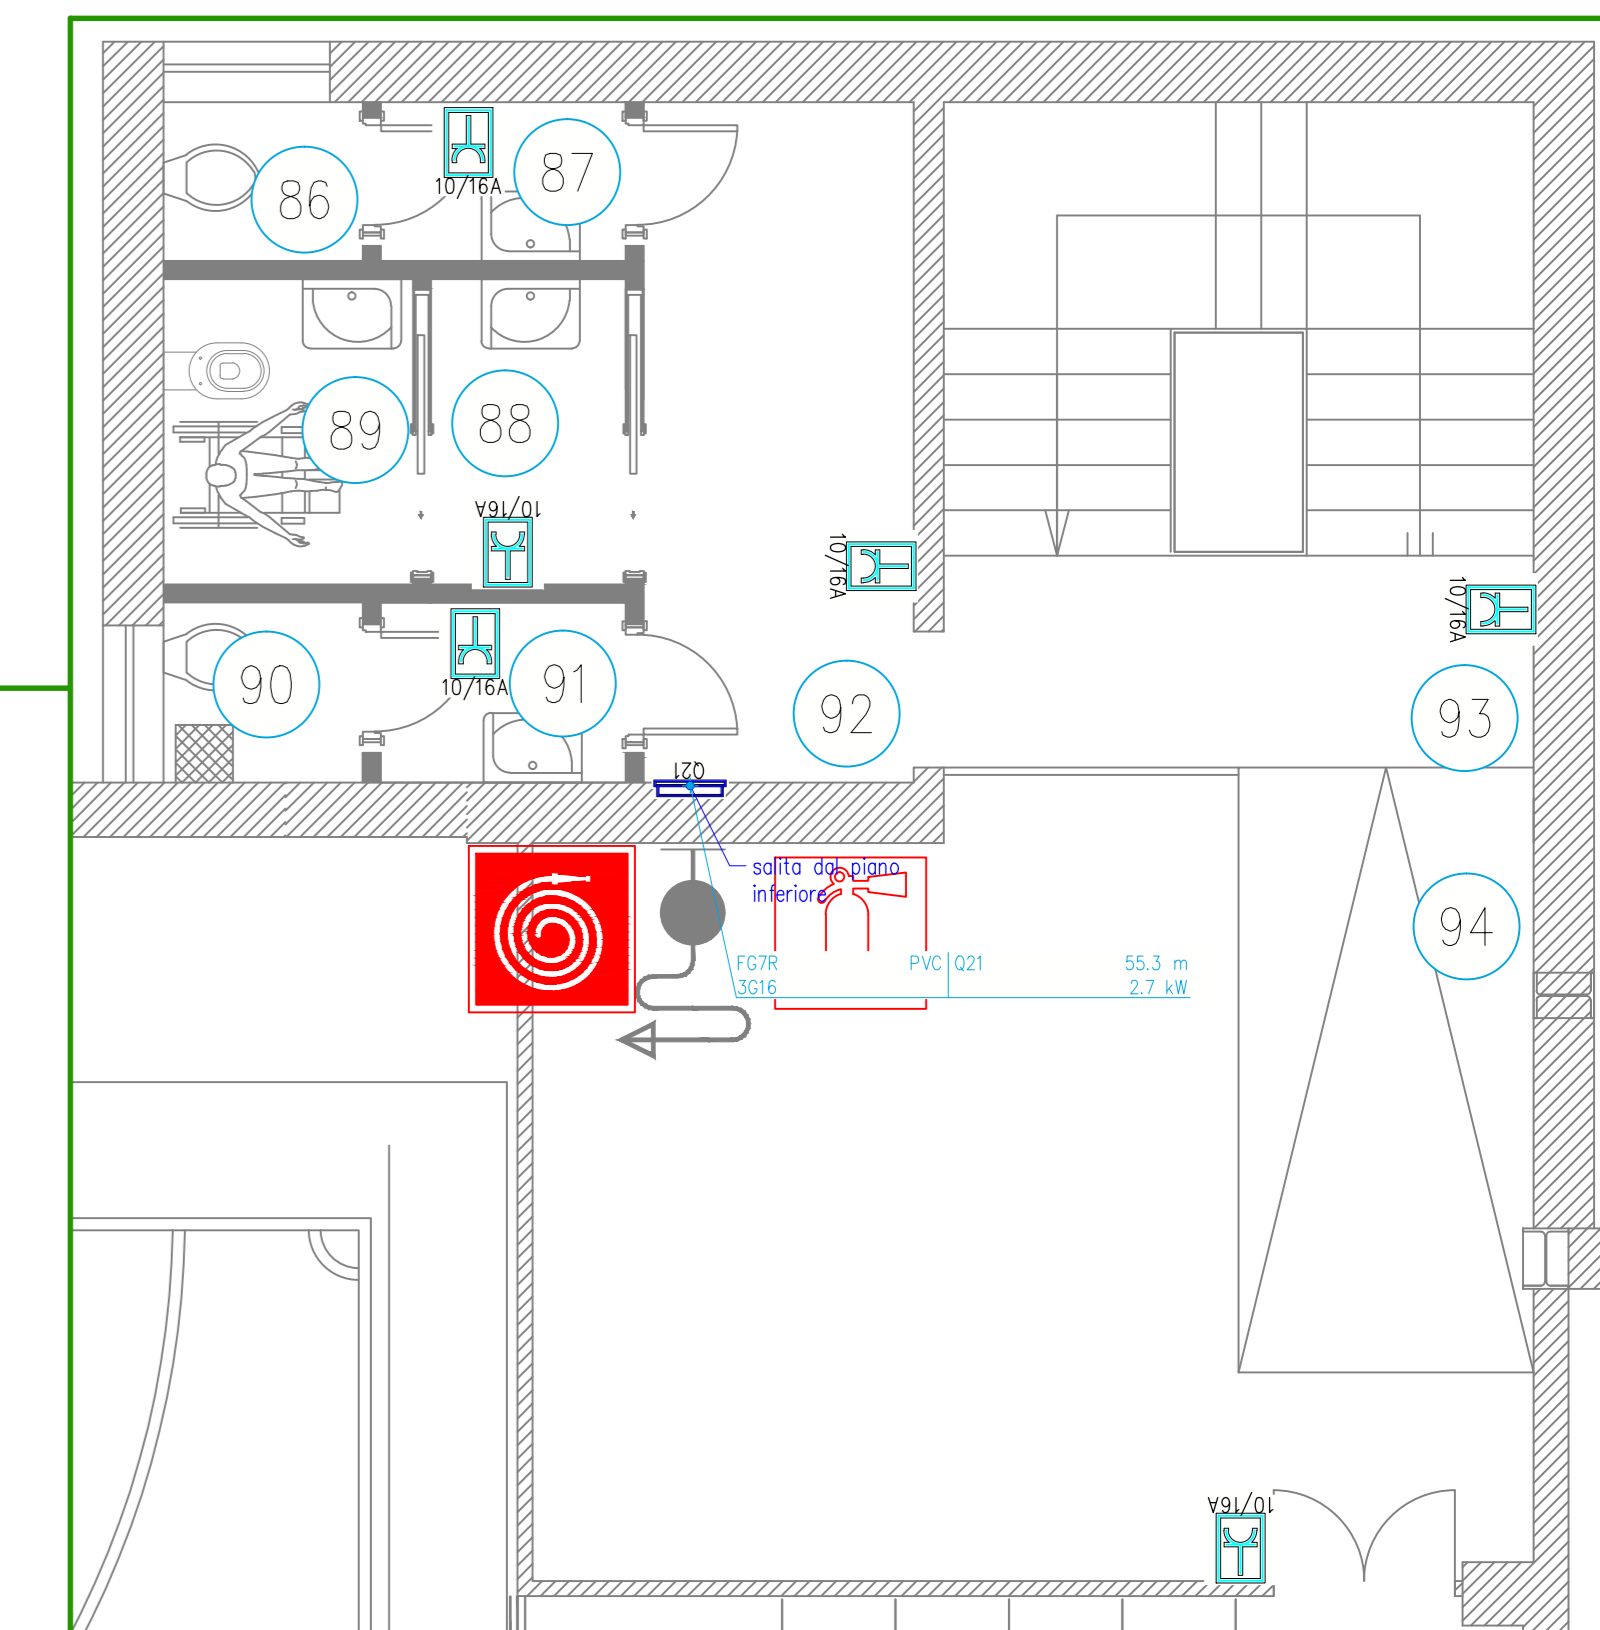 87
86
10/16A
89
88
10/16A
10/16A
10/16A
90
10/16A
91
92
93
Q21
salita dal piano
inferiore
94
FG7R PVC Q21 55.3 m
3G16 2.7 kW
10/16A